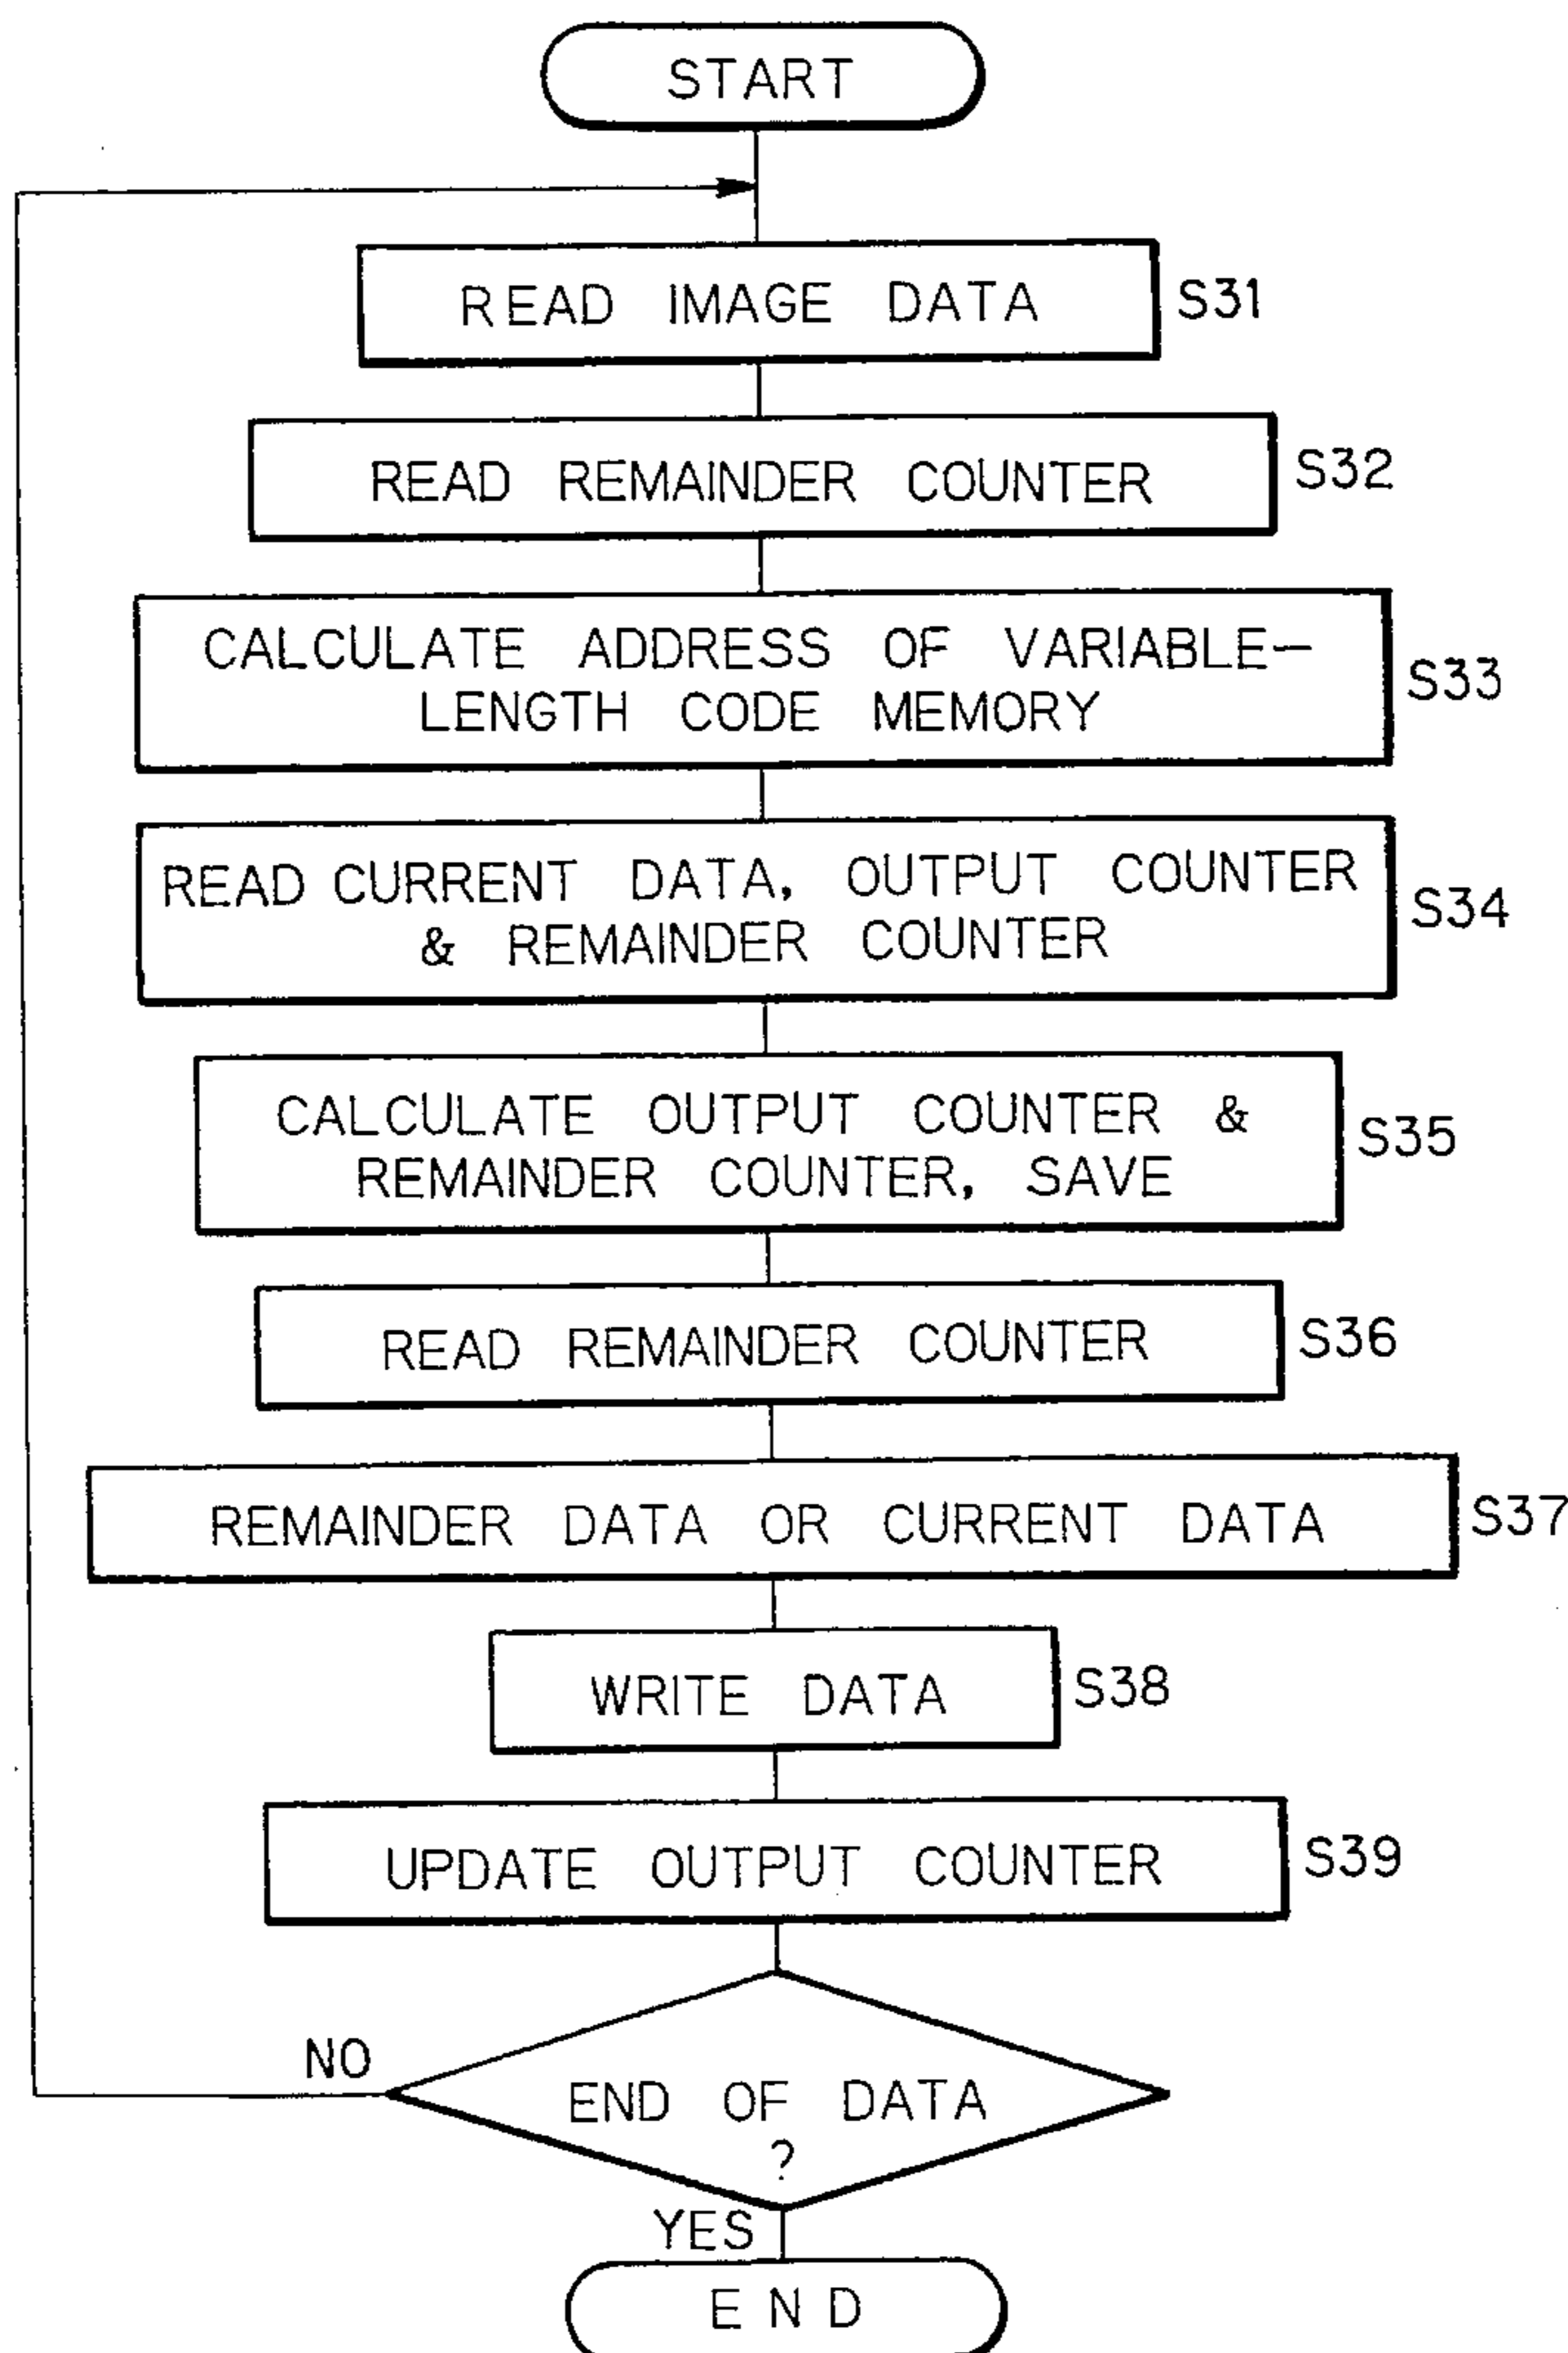 START
READ IMAGE DATA S31
READ REMAINDER COUNTER S32
CALCULATE ADDRESS OF VARIABLE-
LENGTH CODE MEMORY
S33
READ CURRENT DATA, OUTPUT COUNTER
& REMAINDER COUNTER
S34
CALCULATE OUTPUT COUNTER &
REMAINDER COUNTER, SAVE
S35
READ REMAINDER COUNTER S36
REMAINDER DATA OR CURRENT DATA S37
WRITE DATA S38
UPDATE OUTPUT COUNTER S39
NO
END OF DATA
?
YES
END